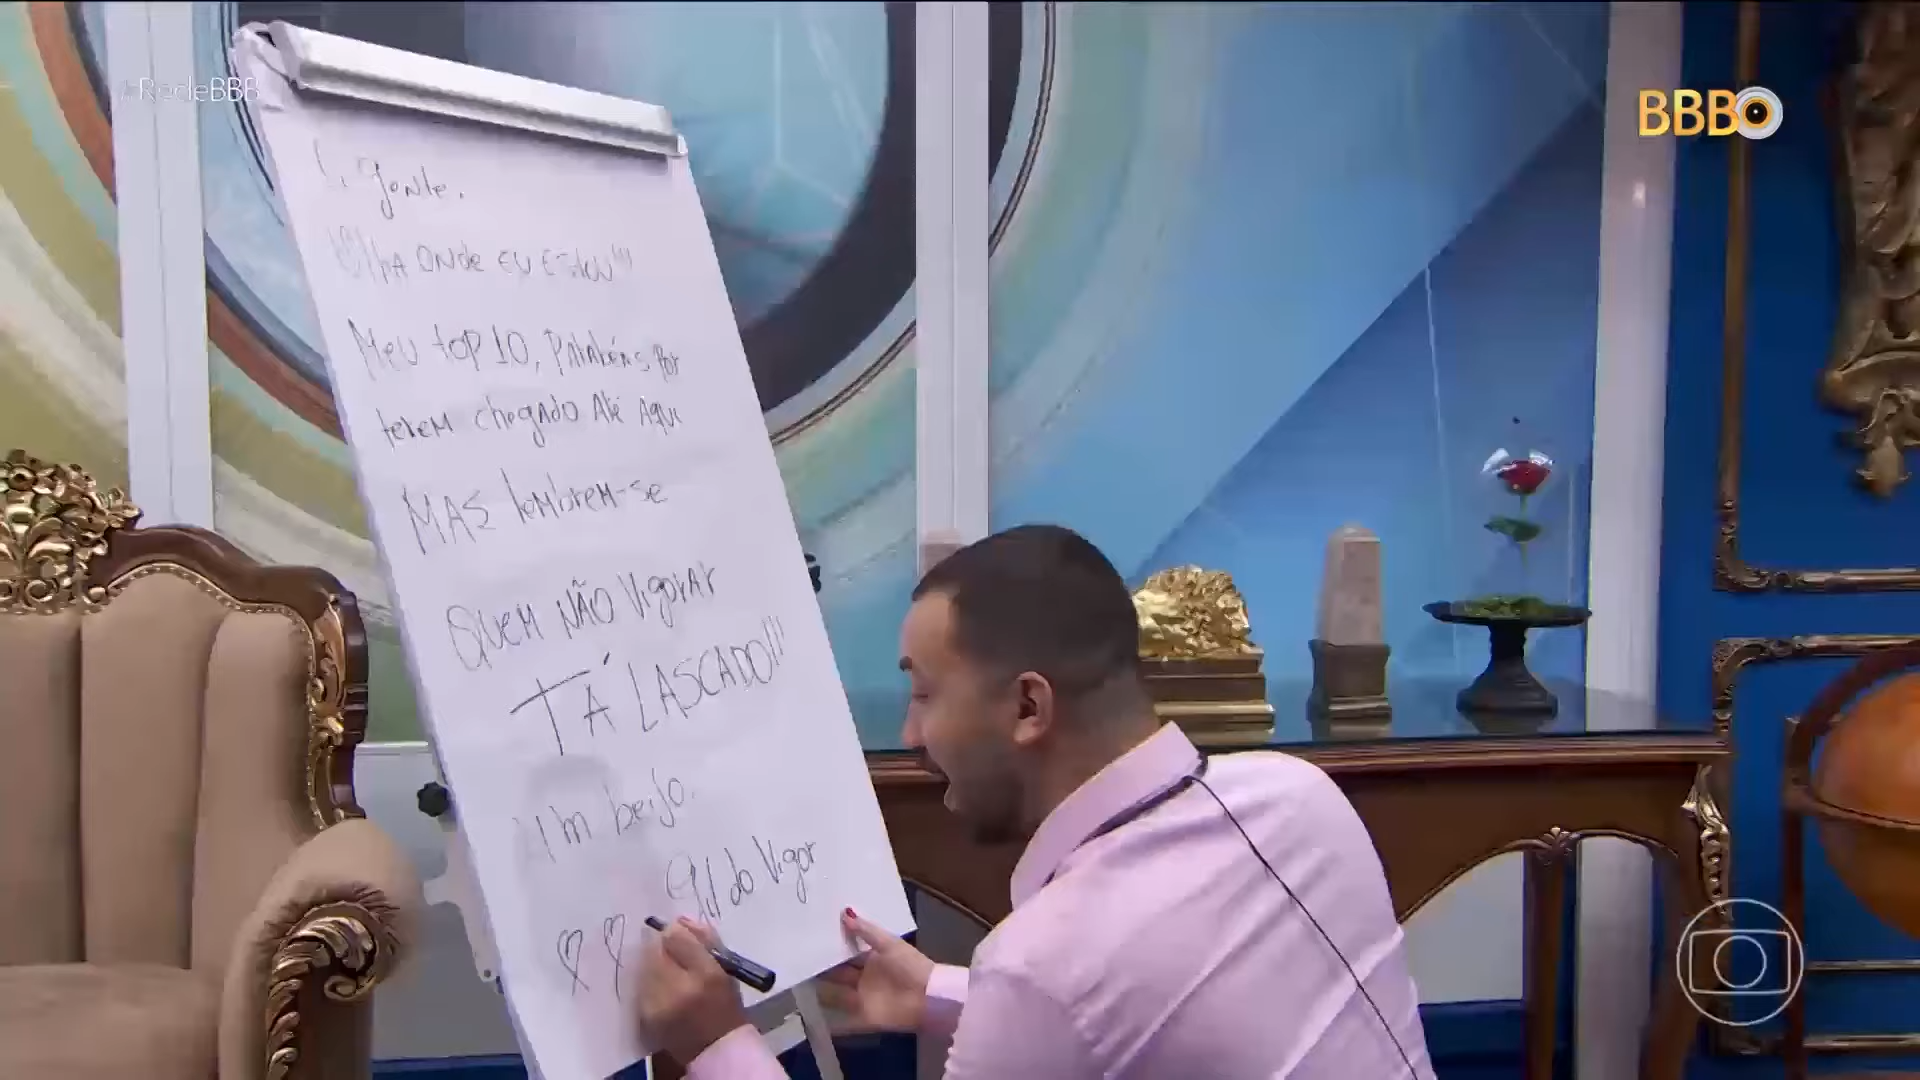 #RedeBBB
BBB
gente.
Olha onde eu estou!!!
Meu top 10, parabéns por
terem chegado até aqui
MAS lembrem-se
Quem NÃO vigorar
TÁ LASCADO!!!
Um beijo.
Gil do Vigor